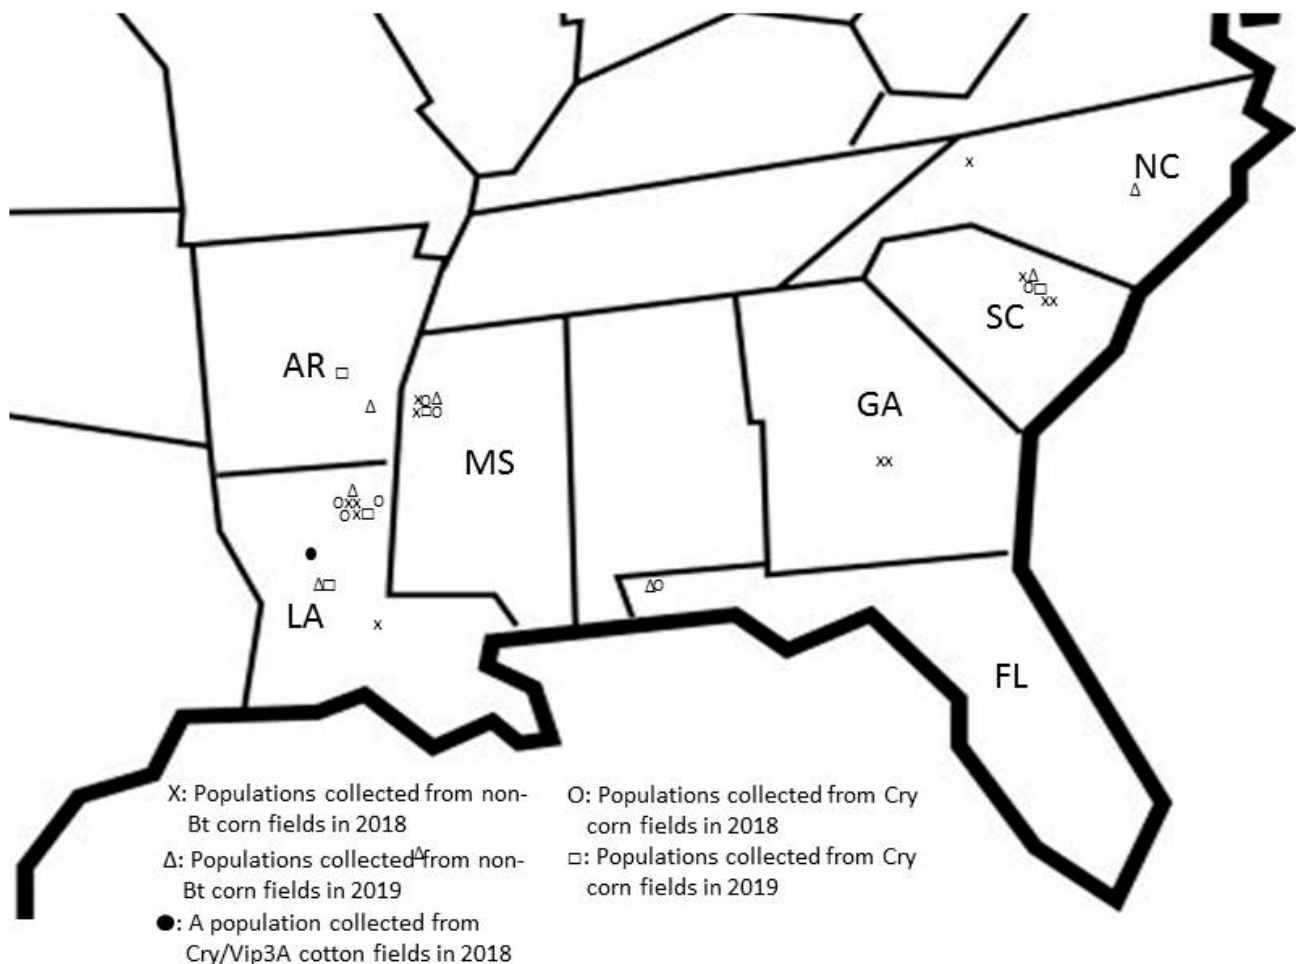 NC
SC
AR
GA
MS
LA
FL
X: Populations collected from non-
Bt corn fields in 2018
Δ: Populations collected from non-
Bt corn fields in 2019
●: A population collected from
Cry/Vip3A cotton fields in 2018
O: Populations collected from Cry
corn fields in 2018
□: Populations collected from Cry
corn fields in 2019